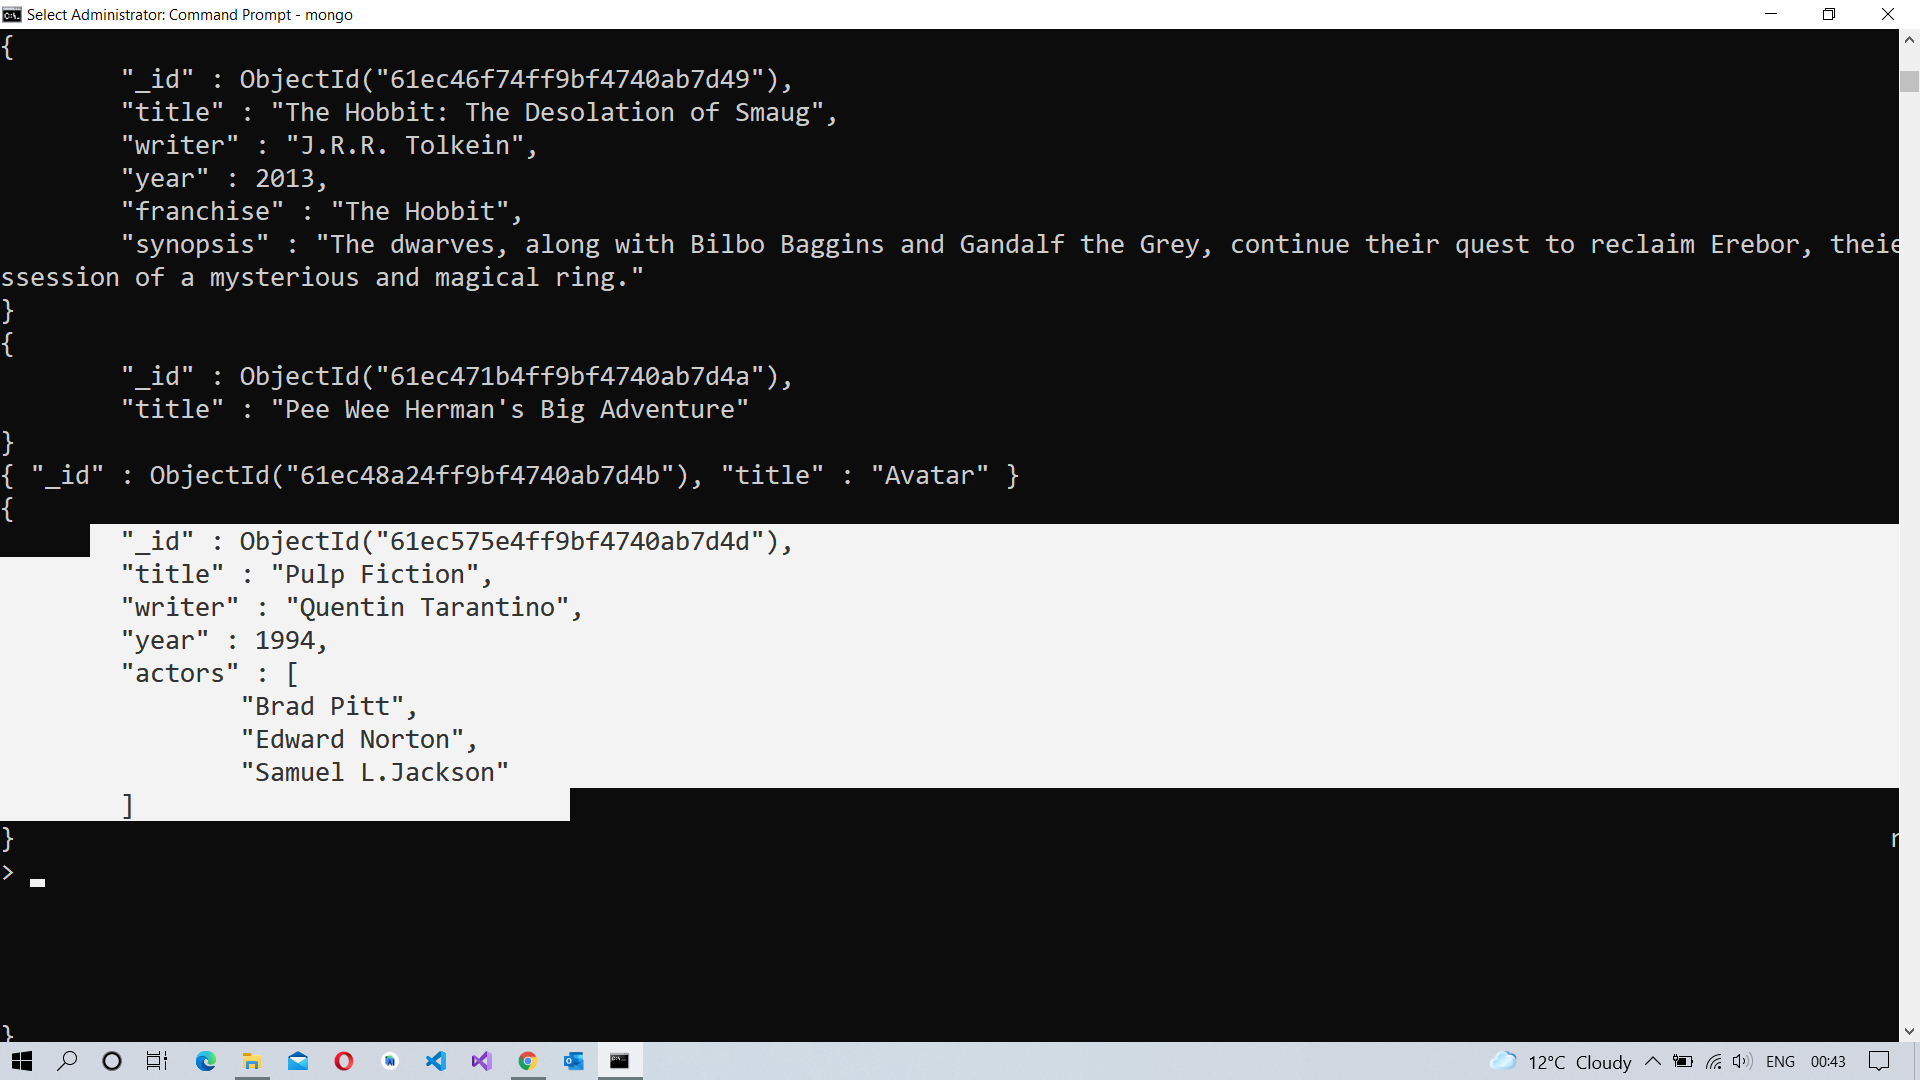 Select Administrator: Command Prompt - mongo
{
"_id" : ObjectId("61ec46f74ff9bf4740ab7d49"),
"title" : "The Hobbit: The Desolation of Smaug",
"writer" : "J.R.R. Tolkein",
"year" : 2013,
"franchise" : "The Hobbit",
"synopsis" : "The dwarves, along with Bilbo Baggins and Gandalf the Grey, continue their quest to reclaim Erebor, theie
ssession of a mysterious and magical ring."
}
{
"_id" : ObjectId("61ec471b4ff9bf4740ab7d4a"),
"title" : "Pee Wee Herman's Big Adventure"
}
{ "_id" : ObjectId("61ec48a24ff9bf4740ab7d4b"), "title" : "Avatar" }
{
"_id" : ObjectId("61ec575e4ff9bf4740ab7d4d"),
"title" : "Pulp Fiction",
"writer" : "Quentin Tarantino",
"year" : 1994,
"actors" : [
"Brad Pitt",
"Edward Norton",
"Samuel L.Jackson"
]
} r
>
}
12°C Cloudy ENG 00:43